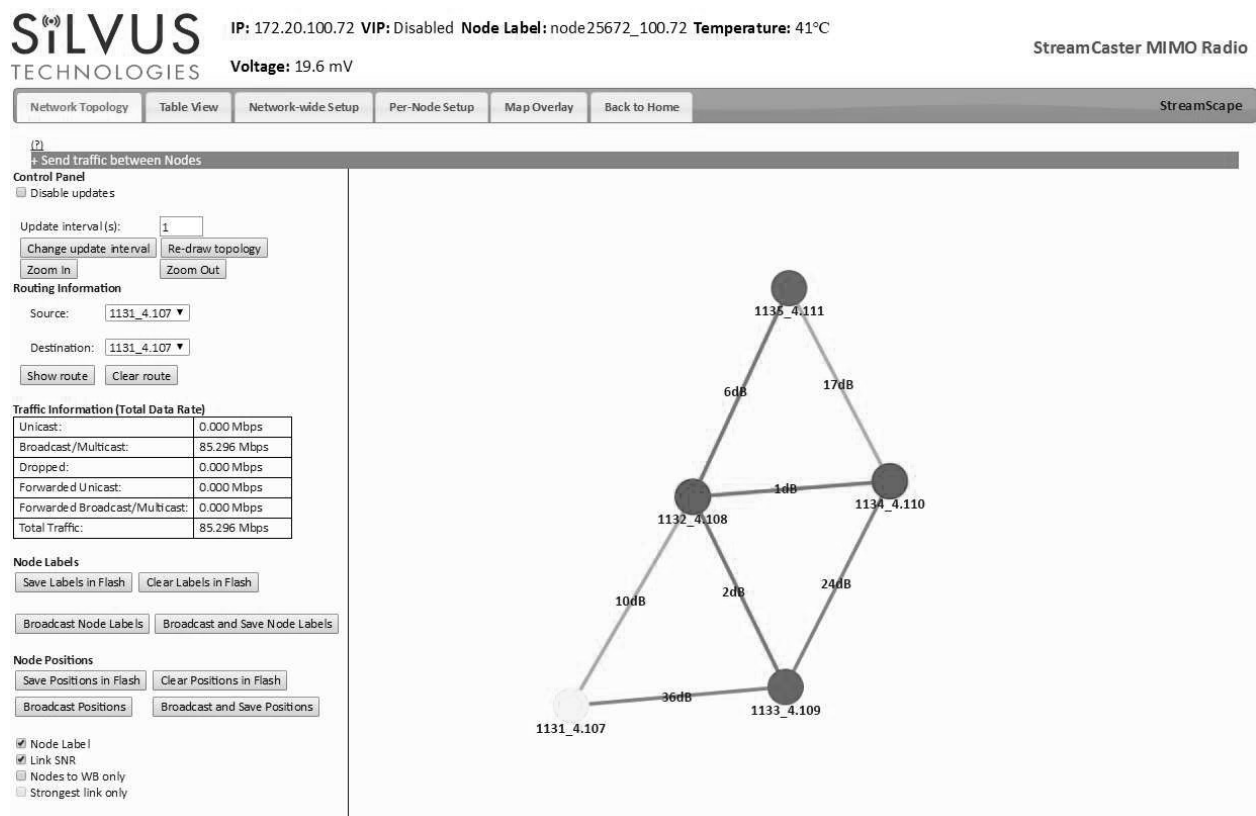 SiLVUS
TECHNOLOGIES
IP: 172.20.100.72 VIP: Disabled Node Label: node25672_100.72 Temperature: 41°C
Voltage: 19.6 mV
StreamCaster MIMO Radio
Network Topology Table View Network-wide Setup Per-Node Setup Map Overlay Back to Home StreamScape
(?)
+ Send traffic between Nodes
Control Panel
Disable updates
Update interval(s): 1
Change update interval Re-draw topology
Zoom In Zoom Out
Routing Information
Source: 1131_4.107
Destination: 1131_4.107
Show route Clear route
Traffic Information (Total Data Rate)
Unicast: 0.000 Mbps
Broadcast/Multicast: 85.296 Mbps
Dropped: 0.000 Mbps
Forwarded Unicast: 0.000 Mbps
Forwarded Broadcast/Multicast: 0.000 Mbps
Total Traffic: 85.296 Mbps
Node Labels
Save Labels in Flash Clear Labels in Flash
Broadcast Node Labels Broadcast and Save Node Labels
Node Positions
Save Positions in Flash Clear Positions in Flash
Broadcast Positions Broadcast and Save Positions
Node Label
Link SNR
Nodes to WB only
Strongest link only
1135_4.111
6dB
17dB
1dB
1132_4.108
1134_4.110
10dB
2dB
24dB
36dB
1131_4.107
1133_4.109